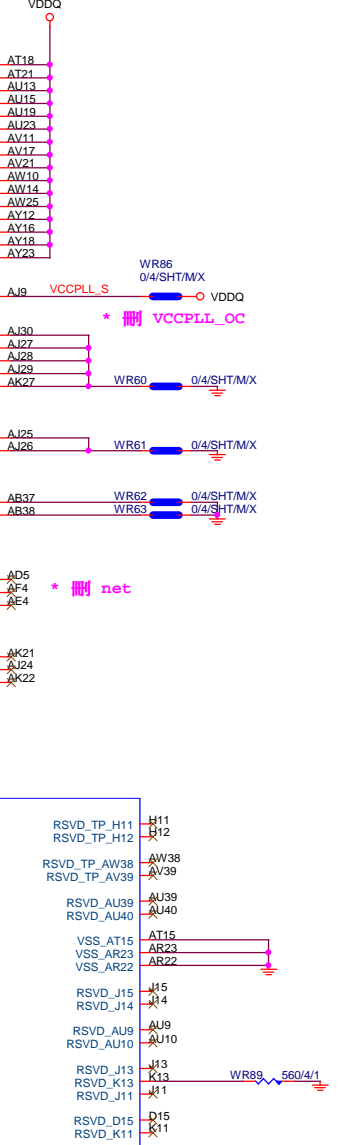 VDDQ
AT18
AT21
AU13
AU15
AU19
AU23
AV11
AV17
AV21
AW10
AW14
AW25
AY12
AY16
AY18
AY23
WR86
0/4/SHT/M/X
AJ9 VCCPLL_S VDDQ
* 刪 VCCPLL_OC
AJ30
AJ27
AJ28
AJ29
AK27 WR60 0/4/SHT/M/X
AJ25
AJ26 WR61 0/4/SHT/M/X
AB37 WR62 0/4/SHT/M/X
AB38 WR63 0/4/SHT/M/X
AD5
AF4 * 刪 net
AE4
AK21
AJ24
AK22
RSVD_TP_H11 H11
RSVD_TP_H12 H12
RSVD_TP_AW38 AW38
RSVD_TP_AV39 AV39
RSVD_AU39 AU39
RSVD_AU40 AU40
VSS_AT15 AT15
VSS_AR23 AR23
VSS_AR22 AR22
RSVD_J15 J15
RSVD_J14 J14
RSVD_AU9 AU9
RSVD_AU10 AU10
RSVD_J13 J13
RSVD_K13 K13 WR89 560/4/1
RSVD_J11 J11
RSVD_D15 D15
RSVD_K11 K11